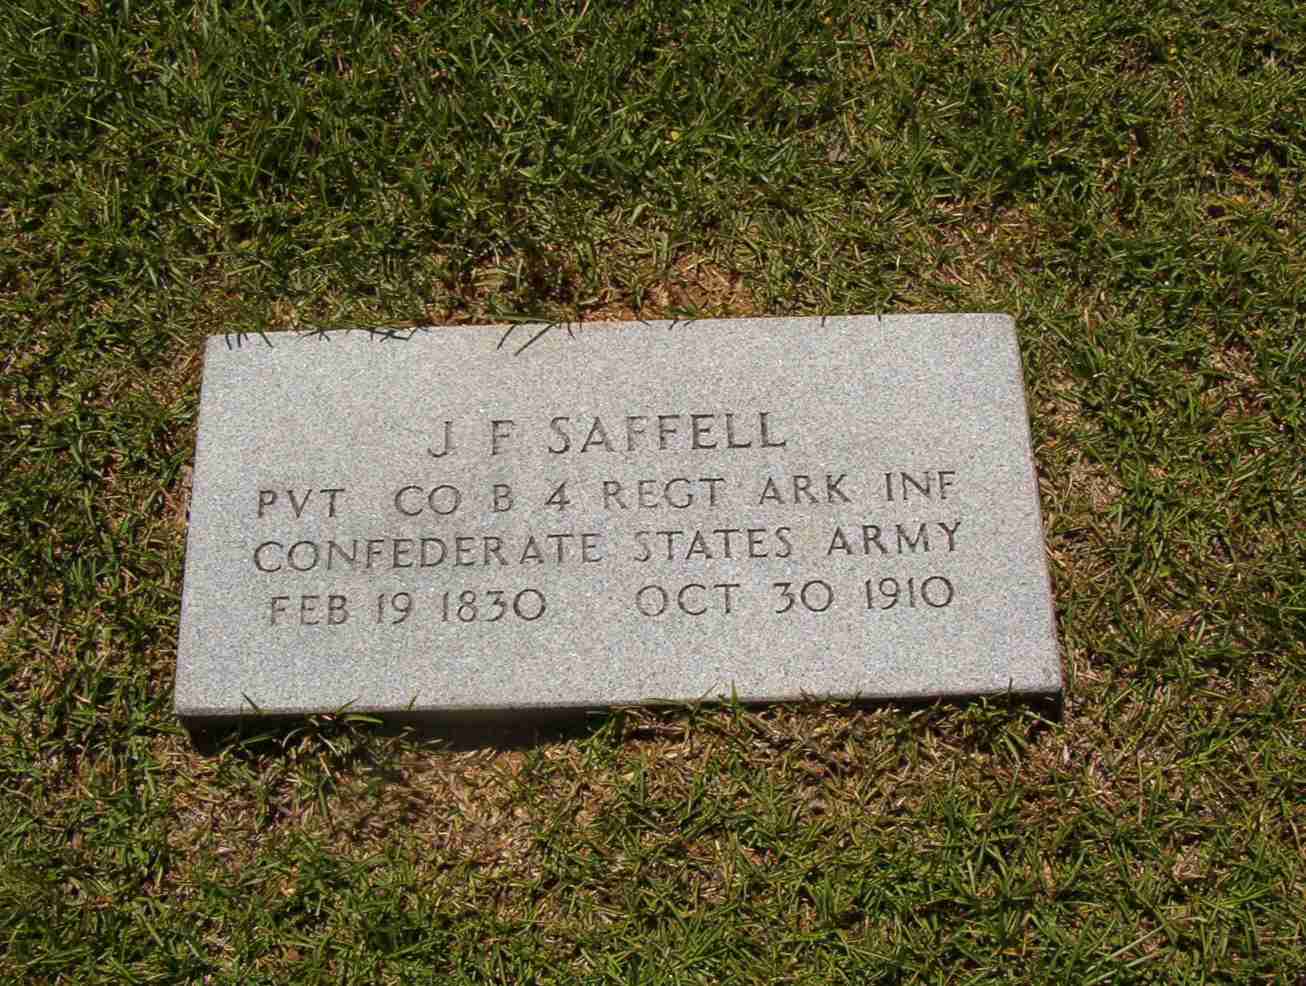 J F SAFFELL
PVT CO B 4 REGT ARK INF
CONFEDERATE STATES ARMY
FEB 19 1830 OCT 30 1910